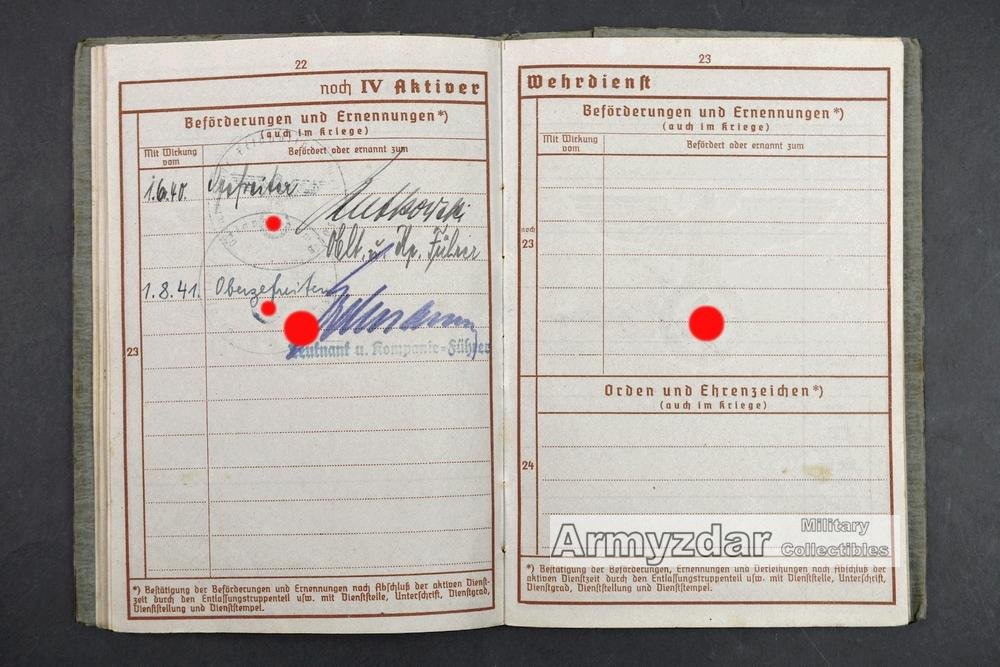 22
noch IV Aktiver
Beförderungen und Ernennungen*)
(auch im Kriege)
Mit Wirkung vom
Befördert oder ernannt zum
1.6.40. Gefreiter
Oblt. u. Kp. Führer
1.8.41. Obergefreiter
Leutnant u. Kompanie-Führer
23
*) Bestätigung der Beförderungen und Ernennungen nach Abschluß der aktiven Dienst-
zeit durch den Entlassungstruppenteil usw. mit Dienststelle, Unterschrift, Dienstgrad,
Dienststellung und Dienststempel.
23
Wehrdienst
Beförderungen und Ernennungen*)
(auch im Kriege)
Mit Wirkung vom
Befördert oder ernannt zum
noch
23
Orden und Ehrenzeichen*)
(auch im Kriege)
24
Armyzdar Military
Collectibles
*) Bestätigung der Beförderungen, Ernennungen und Verleihungen nach Abschluß der
aktiven Dienstzeit durch den Entlassungstruppenteil usw. mit Dienststelle, Unterschrift,
Dienstgrad, Dienststellung und Dienststempel.